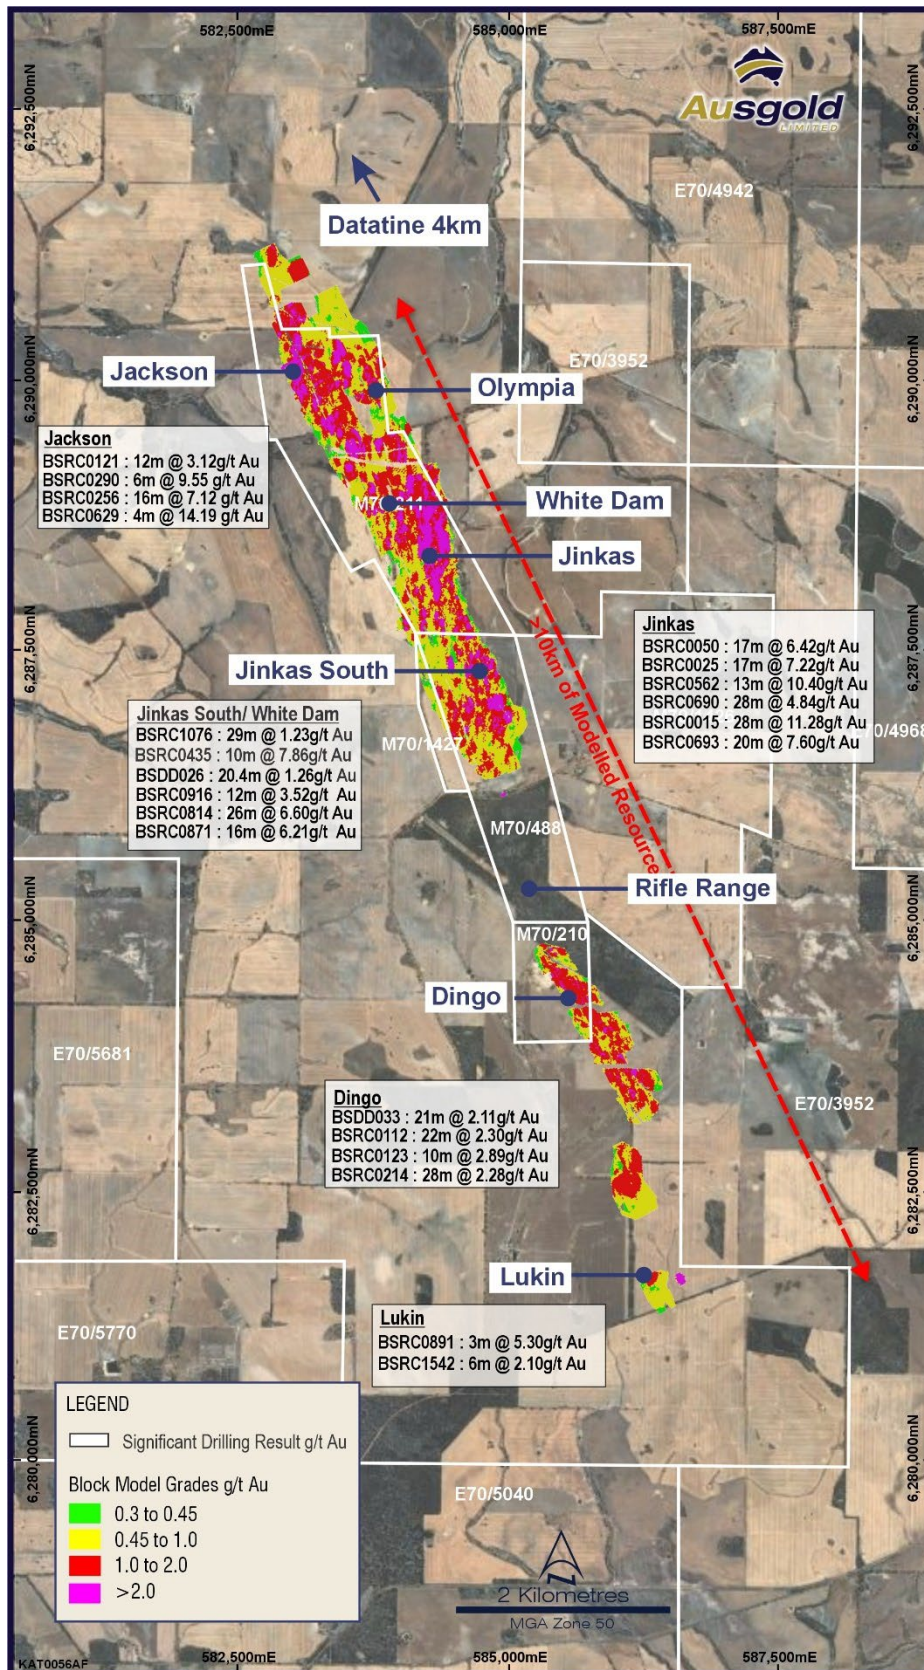 582,500mE 585,000mE 587,500mE
6,292,500mN 6,292,500mN
Ausgold
LIMITED
E70/4942
Datatine 4km
E70/3952
6,290,000mN 6,290,000mN
Jackson
Olympia
Jackson
BSRC0121 : 12m @ 3.12g/t Au
BSRC0290 : 6m @ 9.55 g/t Au
BSRC0256 : 16m @ 7.12 g/t Au
BSRC0629 : 4m @ 14.19 g/t Au
White Dam
M70/211
Jinkas
>10km of Modelled Resource
6,287,500mN 6,287,500mN
Jinkas
BSRC0050 : 17m @ 6.42g/t Au
BSRC0025 : 17m @ 7.22g/t Au
BSRC0562 : 13m @ 10.40g/t Au
BSRC0690 : 28m @ 4.84g/t Au
BSRC0015 : 28m @ 11.28g/t Au
BSRC0693 : 20m @ 7.60g/t Au
E70/4968
Jinkas South
Jinkas South/ White Dam
BSRC1076 : 29m @ 1.23g/t Au
BSRC0435 : 10m @ 7.86g/t Au
BSDD026 : 20.4m @ 1.26g/t Au
BSRC0916 : 12m @ 3.52g/t Au
BSRC0814 : 26m @ 6.60g/t Au
BSRC0871 : 16m @ 6.21g/t Au
M70/1427
M70/488
Rifle Range
6,285,000mN 6,285,000mN
M70/210
Dingo
E70/5681
E70/3952
Dingo
BSDD033 : 21m @ 2.11g/t Au
BSRC0112 : 22m @ 2.30g/t Au
BSRC0123 : 10m @ 2.89g/t Au
BSRC0214 : 28m @ 2.28g/t Au
6,282,500mN 6,282,500mN
Lukin
Lukin
BSRC0891 : 3m @ 5.30g/t Au
BSRC1542 : 6m @ 2.10g/t Au
E70/5770
LEGEND
Significant Drilling Result g/t Au
Block Model Grades g/t Au
0.3 to 0.45
0.45 to 1.0
1.0 to 2.0
>2.0
6,280,000mN 6,280,000mN
E70/5040
N
2 Kilometres
MGA Zone 50
KAT0056AF
582,500mE 585,000mE 587,500mE